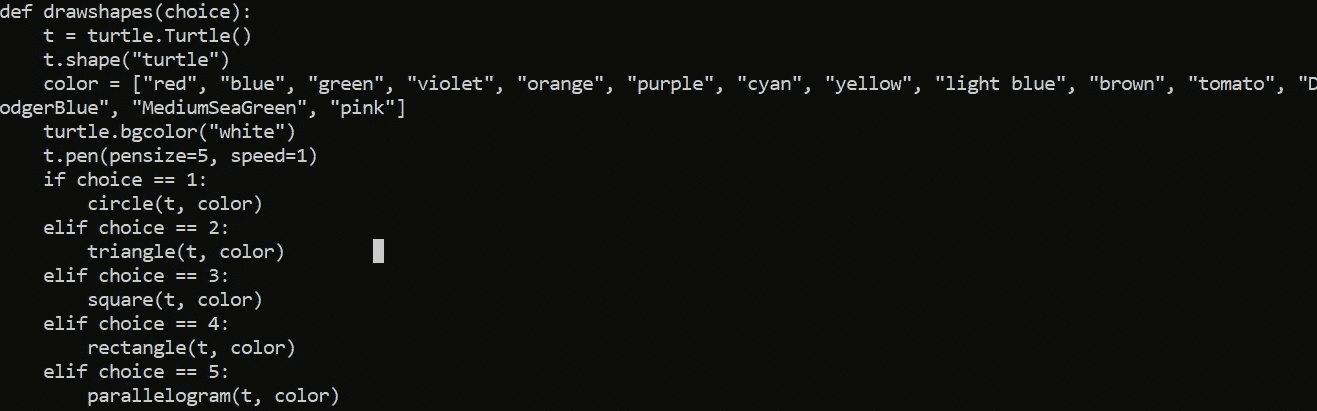 def drawshapes(choice):
    t = turtle.Turtle()
    t.shape("turtle")
    color = ["red", "blue", "green", "violet", "orange", "purple", "cyan", "yellow", "light blue", "brown", "tomato", "D
odgerBlue", "MediumSeaGreen", "pink"]
    turtle.bgcolor("white")
    t.pen(pensize=5, speed=1)
    if choice == 1:
        circle(t, color)
    elif choice == 2:
        triangle(t, color)
    elif choice == 3:
        square(t, color)
    elif choice == 4:
        rectangle(t, color)
    elif choice == 5:
        parallelogram(t, color)